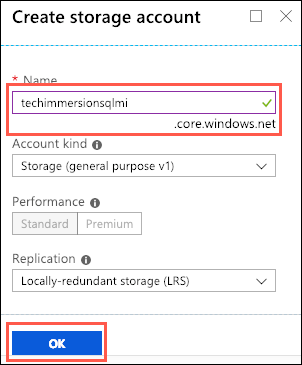 Create storage account
* Name
techimmersionsqlmi
.core.windows.net
Account kind
Storage (general purpose v1)
Performance
Standard Premium
Replication
Locally-redundant storage (LRS)
OK